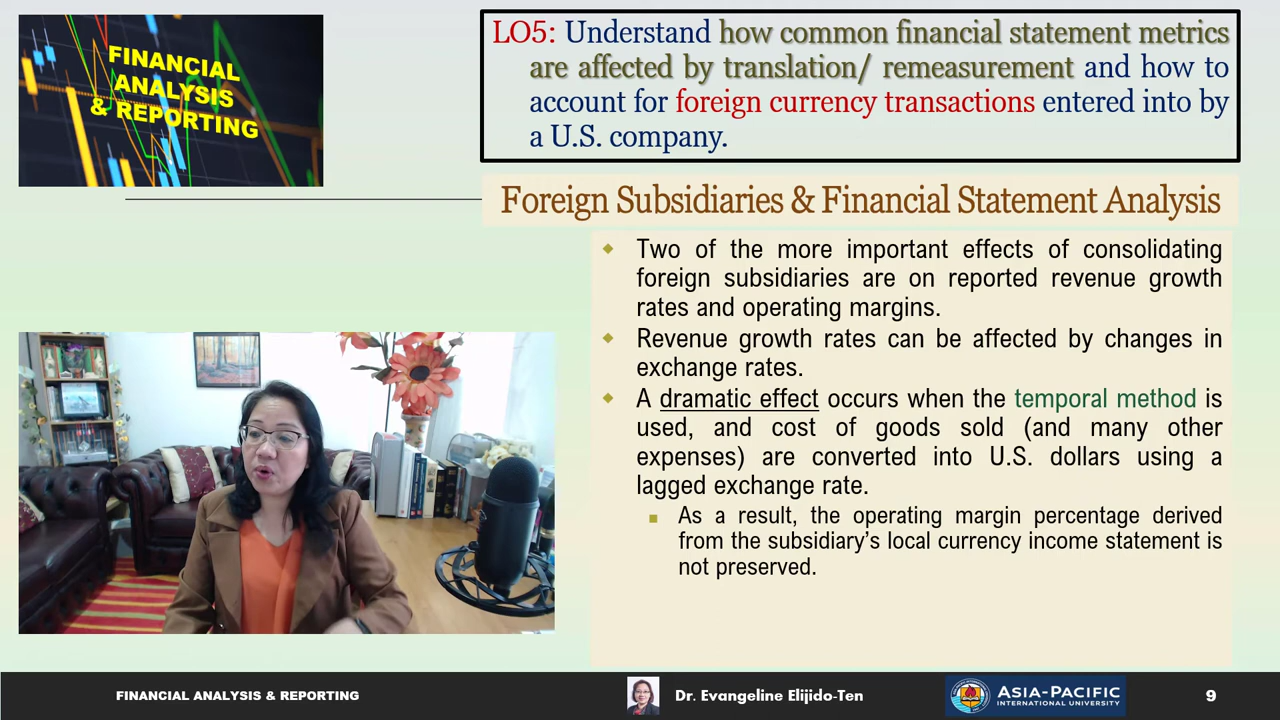 FINANCIAL
ANALYSIS
& REPORTING
LO5: Understand how common financial statement metrics
are affected by translation/ remeasurement and how to
account for foreign currency transactions entered into by
a U.S. company.
Foreign Subsidiaries & Financial Statement Analysis
Two of the more important effects of consolidating
foreign subsidiaries are on reported revenue growth
rates and operating margins.
Revenue growth rates can be affected by changes in
exchange rates.
A dramatic effect occurs when the temporal method is
used, and cost of goods sold (and many other
expenses) are converted into U.S. dollars using a
lagged exchange rate.
As a result, the operating margin percentage derived
from the subsidiary's local currency income statement is
not preserved.
FINANCIAL ANALYSIS & REPORTING
Dr. Evangeline Elijido-Ten
ASIA-PACIFIC
INTERNATIONAL UNIVERSITY
9